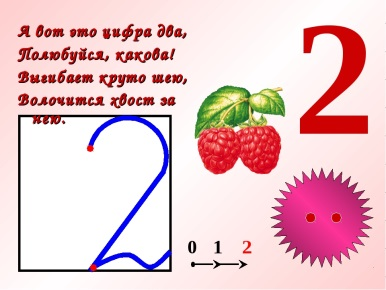 А вот это цифра два,
Полюбуйся, какова!
Выгибает круто шею,
Волочится хвост за
нею.
2
0 1 2